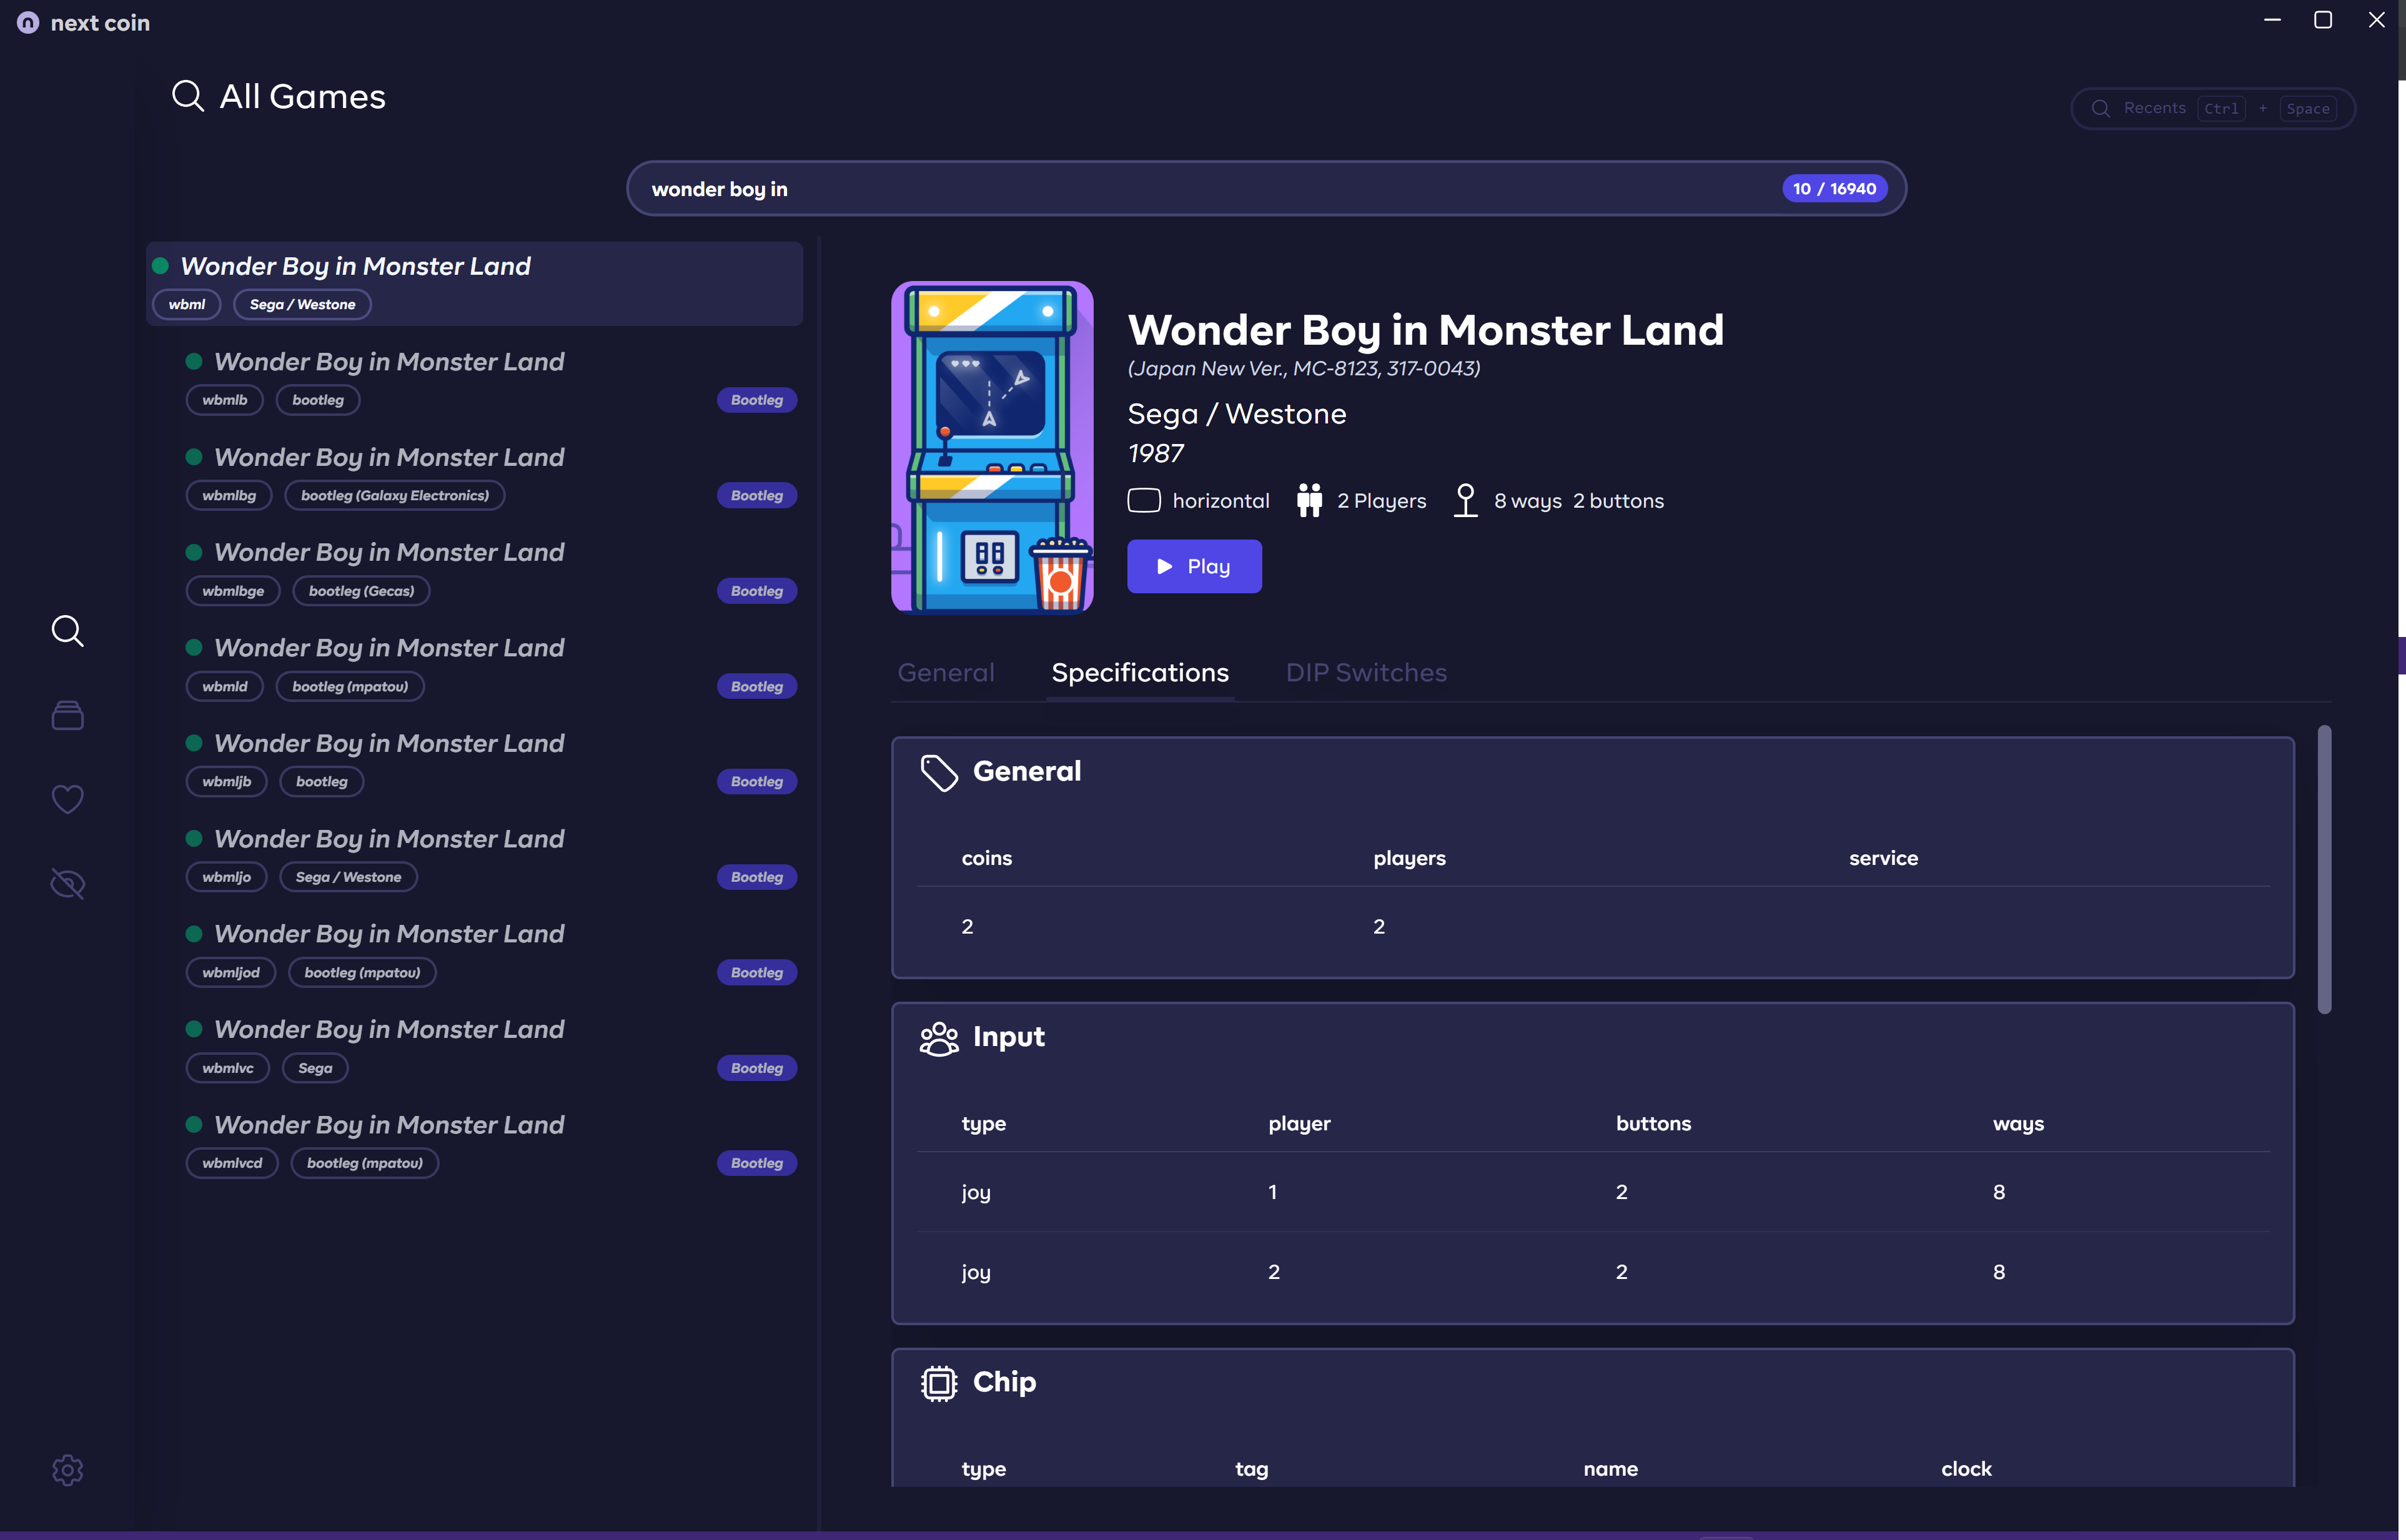 next coin
All Games
Recents Ctrl + Space
wonder boy in 10 / 16940
Wonder Boy in Monster Land
wbml Sega / Westone
Wonder Boy in Monster Land
wbmlb bootleg Bootleg
Wonder Boy in Monster Land
wbmlbg bootleg (Galaxy Electronics) Bootleg
Wonder Boy in Monster Land
wbmlbge bootleg (Gecas) Bootleg
Wonder Boy in Monster Land
wbmld bootleg (mpatou) Bootleg
Wonder Boy in Monster Land
wbmljb bootleg Bootleg
Wonder Boy in Monster Land
wbmljo Sega / Westone Bootleg
Wonder Boy in Monster Land
wbmljod bootleg (mpatou) Bootleg
Wonder Boy in Monster Land
wbmlvc Sega Bootleg
Wonder Boy in Monster Land
wbmlvcd bootleg (mpatou) Bootleg
Wonder Boy in Monster Land
(Japan New Ver., MC-8123, 317-0043)
Sega / Westone
1987
horizontal 2 Players 8 ways 2 buttons
Play
General Specifications DIP Switches
General
coins players service
2 2
Input
type player buttons ways
joy 1 2 8
joy 2 2 8
Chip
type tag name clock